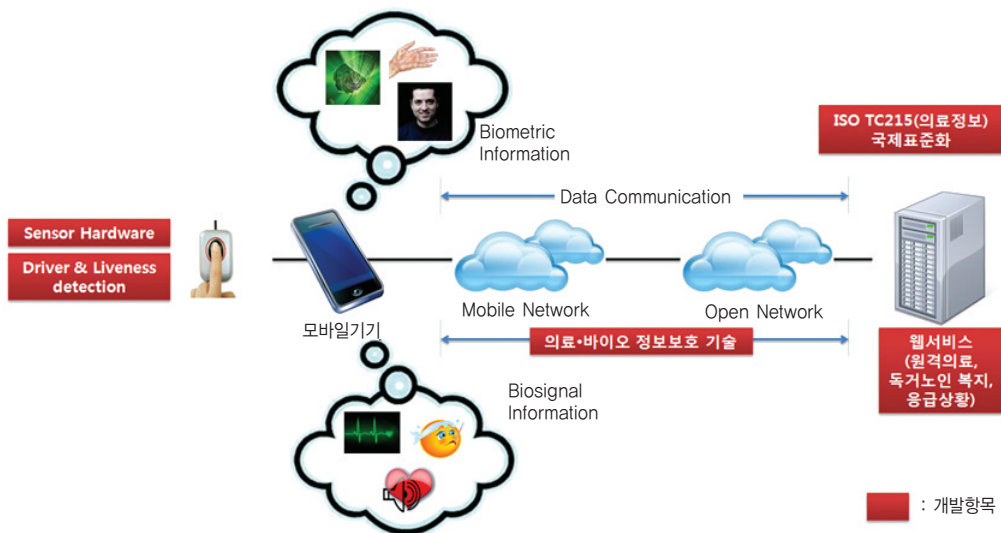 Biometric
Information
ISO TC215(의료정보)
국제표준화
Data Communication
Sensor Hardware
Driver & Liveness
detection
모바일기기
Mobile Network
Open Network
의료•바이오 정보보호 기술
웹서비스
(원격의료,
독거노인 복지,
응급상황)
Biosignal
Information
: 개발항목